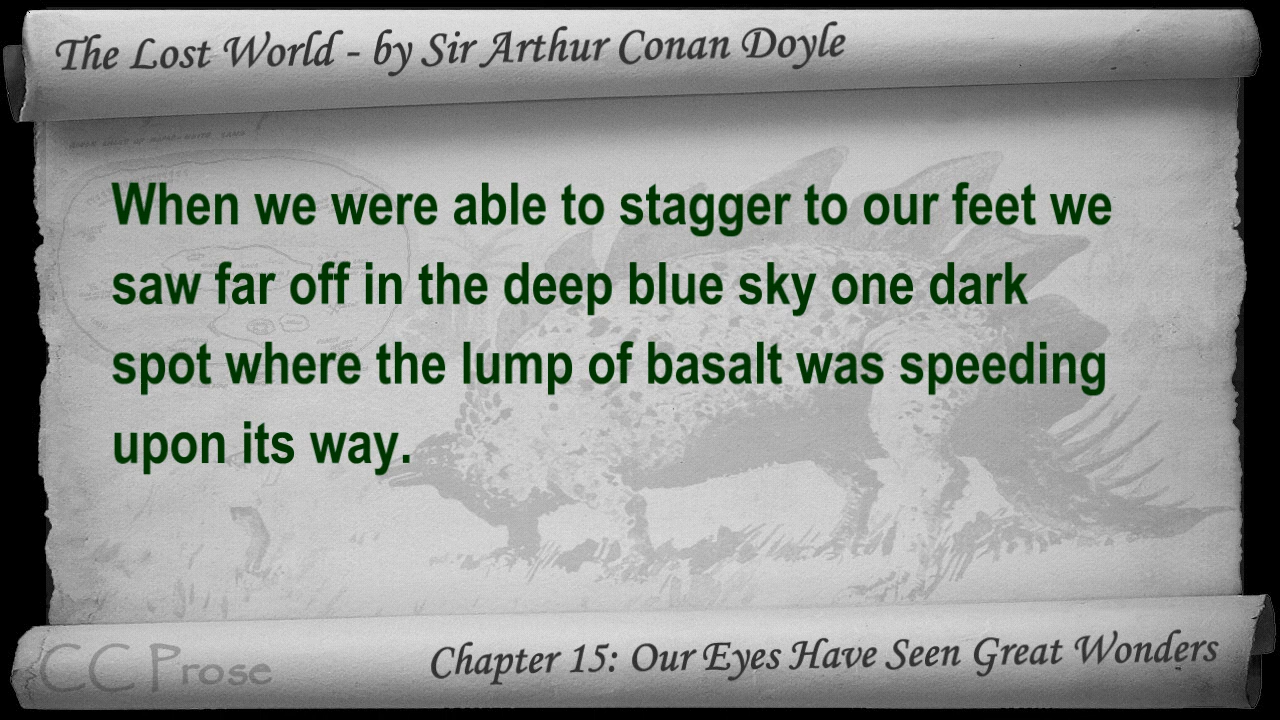 The Lost World - by Sir Arthur Conan Doyle
When we were able to stagger to our feet we
saw far off in the deep blue sky one dark
spot where the lump of basalt was speeding
upon its way.
CC Prose
Chapter 15: Our Eyes Have Seen Great Wonders